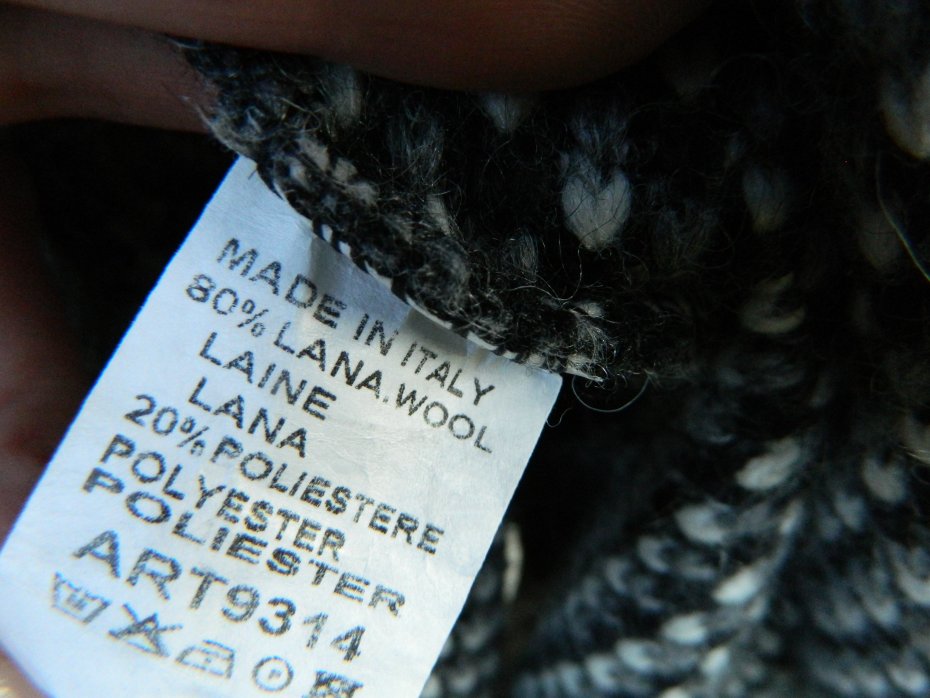 MADE IN ITALY
80% LANA.WOOL
LAINE
LANA
20% POLIESTERE
POLYESTER
POLIESTER
ART9314